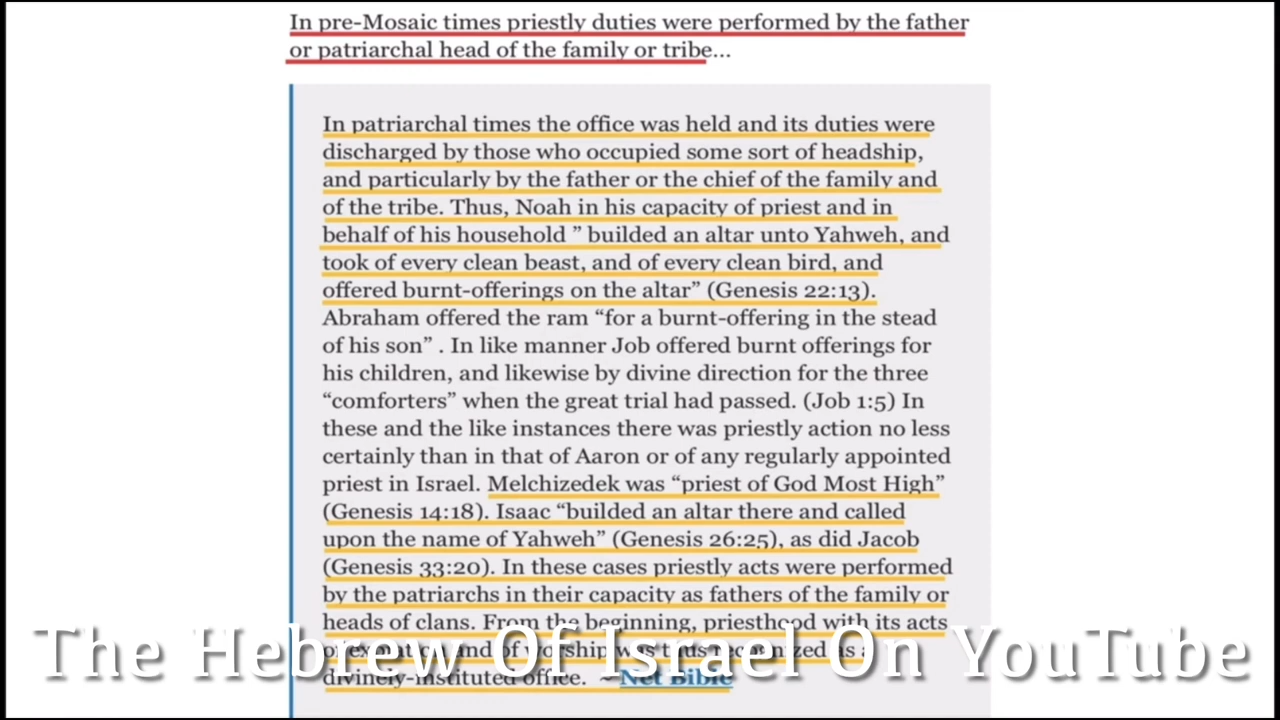 In pre-Mosaic times priestly duties were performed by the father
or patriarchal head of the family or tribe...
In patriarchal times the office was held and its duties were
discharged by those who occupied some sort of headship,
and particularly by the father or the chief of the family and
of the tribe. Thus, Noah in his capacity of priest and in
behalf of his household ” builded an altar unto Yahweh, and
took of every clean beast, and of every clean bird, and
offered burnt-offerings on the altar” (Genesis 22:13).
Abraham offered the ram “for a burnt-offering in the stead
of his son” . In like manner Job offered burnt offerings for
his children, and likewise by divine direction for the three
“comforters” when the great trial had passed. (Job 1:5) In
these and the like instances there was priestly action no less
certainly than in that of Aaron or of any regularly appointed
priest in Israel. Melchizedek was “priest of God Most High”
(Genesis 14:18). Isaac “builded an altar there and called
upon the name of Yahweh” (Genesis 26:25), as did Jacob
(Genesis 33:20). In these cases priestly acts were performed
by the patriarchs in their capacity as fathers of the family or
heads of clans. From the beginning, priesthood with its acts
and of worship was thus recognized as a
divinely-instituted office. ~ Net Bible
The Hebrew Of Israel On YouTube